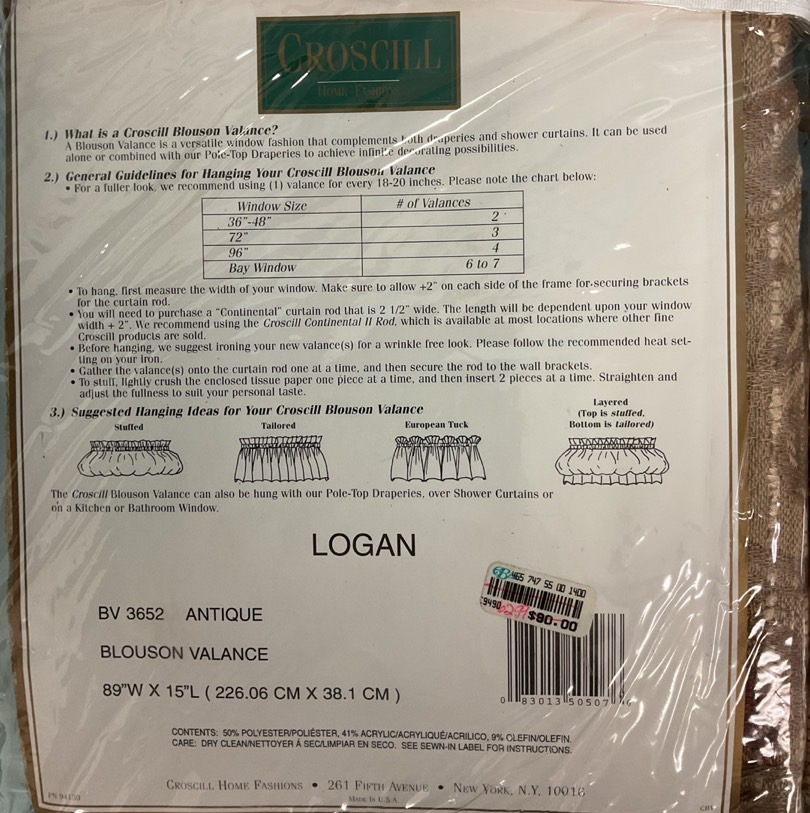 CROSCILL
HOME FASHIONS
1.) What is a Croscill Blouson Valance?
A Blouson Valance is a versatile window fashion that complements both draperies and shower curtains. It can be used
alone or combined with our Pole-Top Draperies to achieve infinite decorating possibilities.
2.) General Guidelines for Hanging Your Croscill Blouson Valance
• For a fuller look, we recommend using (1) valance for every 18-20 inches. Please note the chart below:
Window Size # of Valances
36"-48" 2
72" 3
96" 4
Bay Window 6 to 7
• To hang, first measure the width of your window. Make sure to allow +2" on each side of the frame for securing brackets
for the curtain rod.
• You will need to purchase a "Continental" curtain rod that is 2 1/2" wide. The length will be dependent upon your window
width + 2". We recommend using the Croscill Continental II Rod, which is available at most locations where other fine
Croscill products are sold.
• Before hanging, we suggest ironing your new valance(s) for a wrinkle free look. Please follow the recommended heat set-
ting on your iron.
• Gather the valance(s) onto the curtain rod one at a time, and then secure the rod to the wall brackets.
• To stuff, lightly crush the enclosed tissue paper one piece at a time, and then insert 2 pieces at a time. Straighten and
adjust the fullness to suit your personal taste.
3.) Suggested Hanging Ideas for Your Croscill Blouson Valance
Stuffed
Tailored
European Tuck
Layered
(Top is stuffed,
Bottom is tailored)
The Croscill Blouson Valance can also be hung with our Pole-Top Draperies, over Shower Curtains or
on a Kitchen or Bathroom Window.
LOGAN
465 747 55 00 1400
9490
$90.00
BV 3652 ANTIQUE
BLOUSON VALANCE
89"W X 15"L ( 226.06 CM X 38.1 CM )
0 83013 50507
CONTENTS: 50% POLYESTER/POLIÉSTER, 41% ACRYLIC/ACRYLIQUÉ/ACRILICO, 9% OLEFIN/OLEFIN.
CARE: DRY CLEAN/NETTOYER Á SEC/LIMPIAR EN SECO. SEE SEWN-IN LABEL FOR INSTRUCTIONS.
CROSCILL HOME FASHIONS • 261 FIFTH AVENUE • NEW YORK, N.Y. 10016
MADE IN U.S.A.